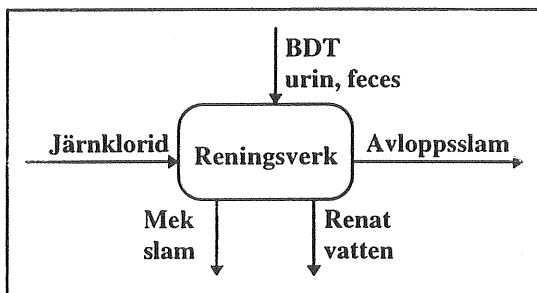 BDT
urin, feces
Järnklorid
Reningsverk
Avloppsslam
Mek
slam
Renat
vatten